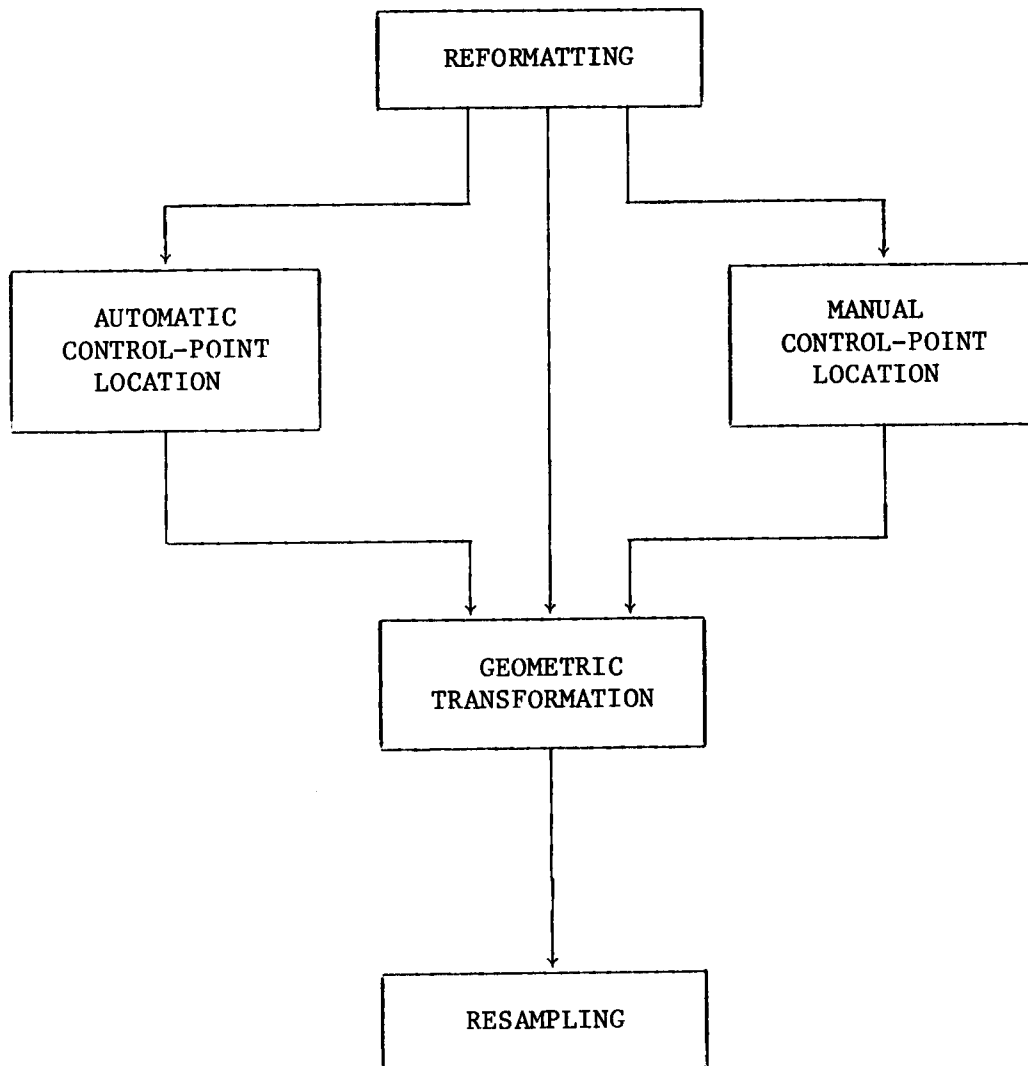 REFORMATTING
AUTOMATIC
CONTROL-POINT
LOCATION
MANUAL
CONTROL-POINT
LOCATION
GEOMETRIC
TRANSFORMATION
RESAMPLING